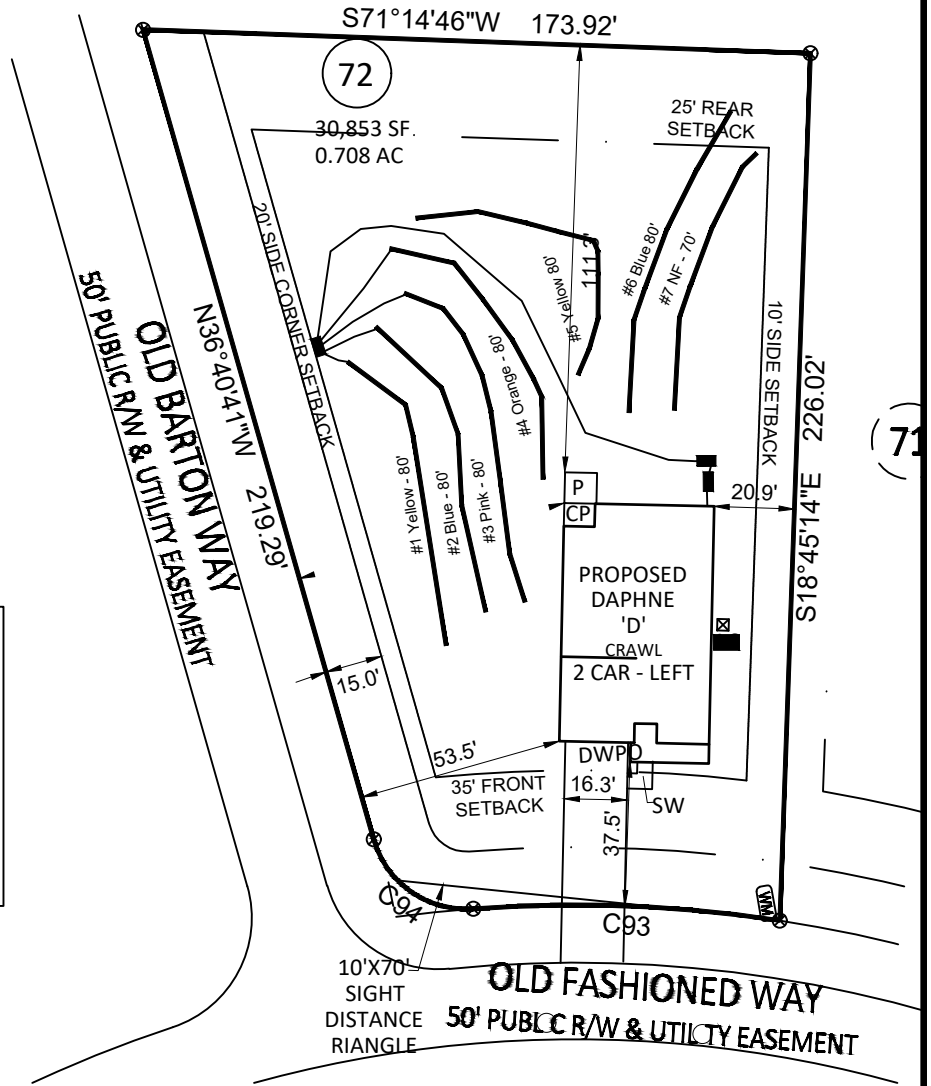 S71°14'46"W 173.92'
72
30,853 SF.
0.708 AC
25' REAR
SETBACK
20' SIDE CORNER SETBACK
50' PUBLIC R/W & UTILITY EASEMENT
OLD BARTON WAY
N36°40'41"W 219.29'
#1 Yellow - 80'
#2 Blue - 80'
#3 Pink - 80'
#4 Orange - 80'
#5 Yellow 80'
111.2'
#6 Blue 80'
#7 NF - 70'
10' SIDE SETBACK
S18°45'14"E 226.02'
71
20.9'
P
CP
PROPOSED
DAPHNE
'D'
CRAWL
2 CAR - LEFT
15.0'
53.5'
35' FRONT
SETBACK
DW
P
16.3'
SW
37.5'
C94
C93
WM
10'X70'
SIGHT
DISTANCE
RIANGLE
OLD FASHIONED WAY
50' PUBLIC R/W & UTILITY EASEMENT